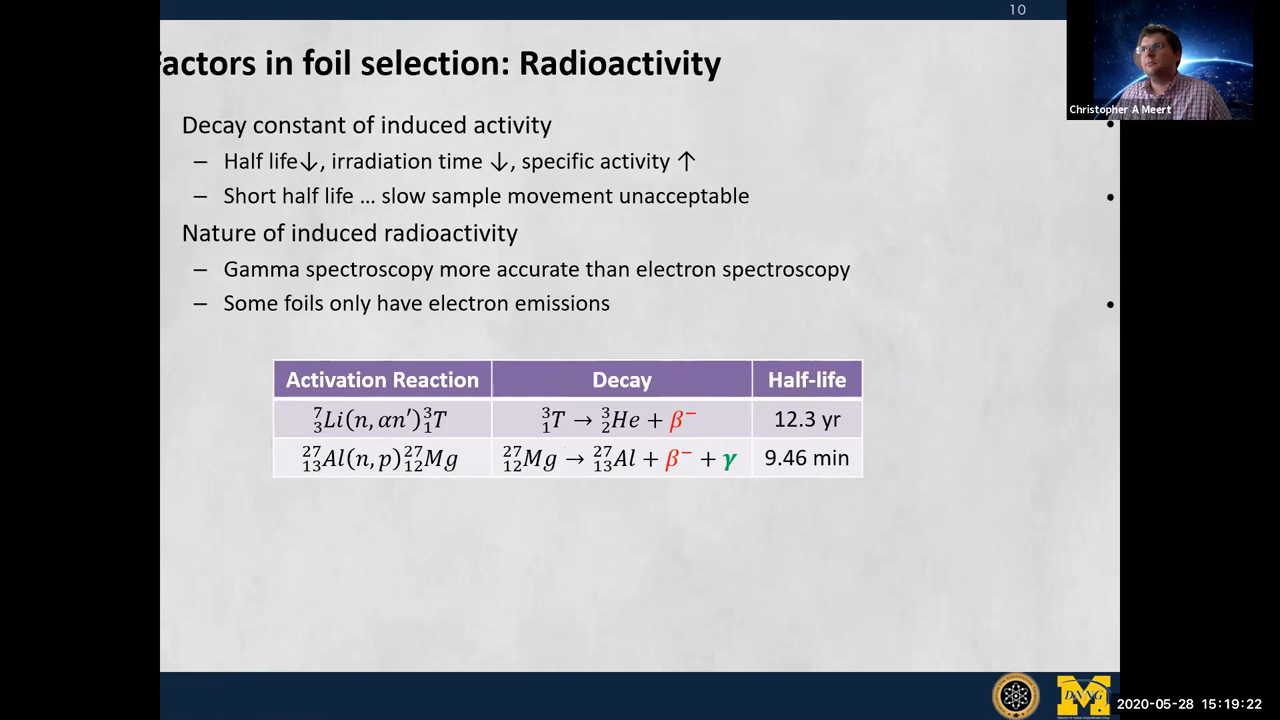 10
Factors in foil selection: Radioactivity
Christopher A Meert
Decay constant of induced activity
– Half life↓, irradiation time ↓, specific activity ↑
– Short half life ... slow sample movement unacceptable
Nature of induced radioactivity
– Gamma spectroscopy more accurate than electron spectroscopy
– Some foils only have electron emissions
Activation Reaction Decay Half-life
⁷₃Li(n, αn′)³₁T ³₁T → ³₂He + β⁻ 12.3 yr
²⁷₁₃Al(n, p)²⁷₁₂Mg ²⁷₁₂Mg → ²⁷₁₃Al + β⁻ + γ 9.46 min
M
DNNG
2020-05-28 15:19:22